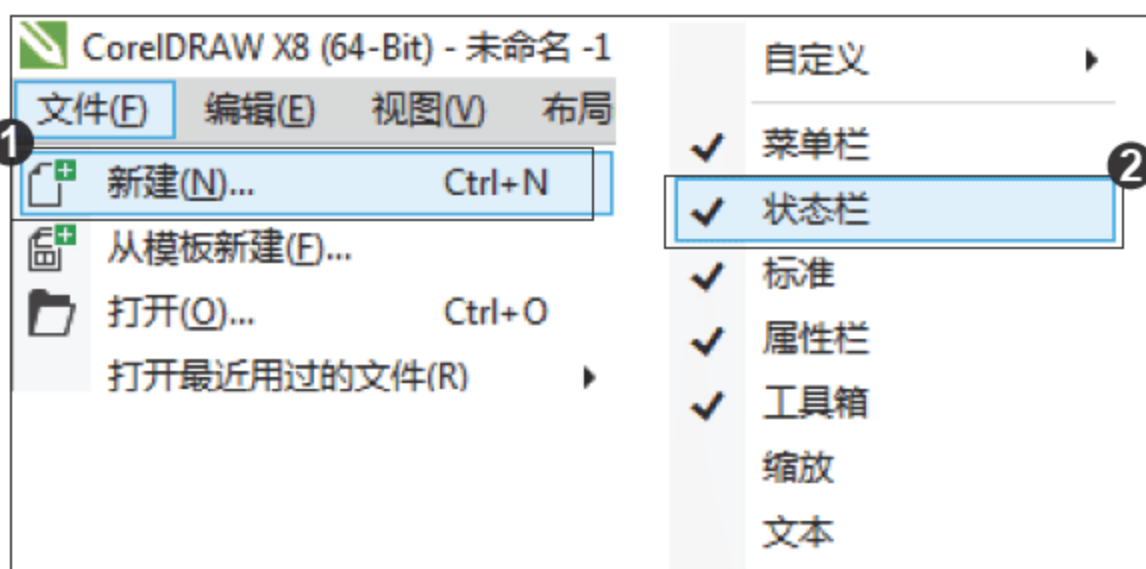 CorelDRAW X8 (64-Bit) - 未命名 -1
文件(F) 编辑(E) 视图(V) 布局
1
新建(N)... Ctrl+N
从模板新建(F)...
打开(O)... Ctrl+O
打开最近用过的文件(R)
自定义
菜单栏
2
状态栏
标准
属性栏
工具箱
缩放
文本